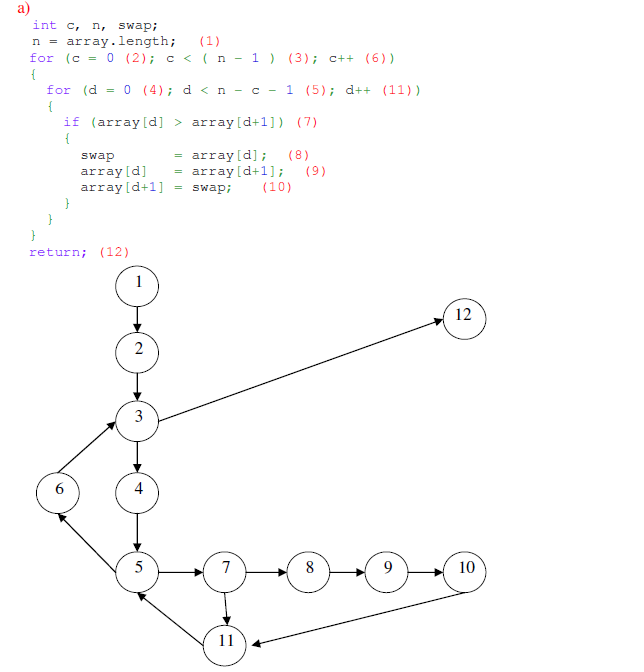 a)
int c, n, swap;
n = array.length; (1)
for (c = 0 (2); c < ( n - 1 ) (3); c++ (6))
{
for (d = 0 (4); d < n - c - 1 (5); d++ (11))
{
if (array[d] > array[d+1]) (7)
{
swap = array[d]; (8)
array[d] = array[d+1]; (9)
array[d+1] = swap; (10)
}
}
}
return; (12)
1
12
2
3
6
4
5
7
8
9
10
11